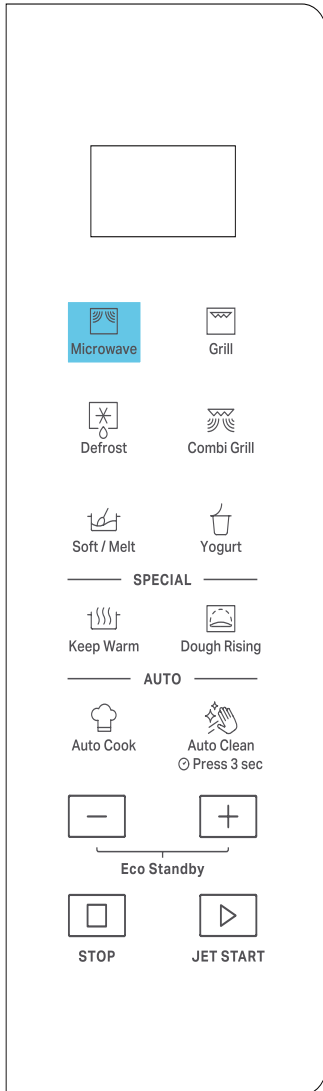 Microwave
Grill
Defrost
Combi Grill
Soft / Melt
Yogurt
SPECIAL
Keep Warm
Dough Rising
AUTO
Auto Cook
Auto Clean
Press 3 sec
Eco Standby
STOP
JET START